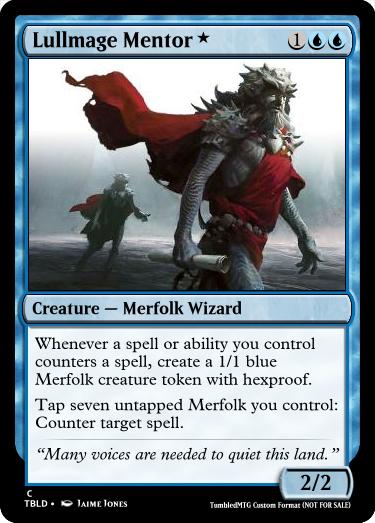 Lullmage Mentor ★ 1
Creature — Merfolk Wizard
Whenever a spell or ability you control
counters a spell, create a 1/1 blue
Merfolk creature token with hexproof.
Tap seven untapped Merfolk you control:
Counter target spell.
“Many voices are needed to quiet this land.”
2/2
C
TBLD • Jaime Jones
TumbledMTG Custom Format (NOT FOR SALE)